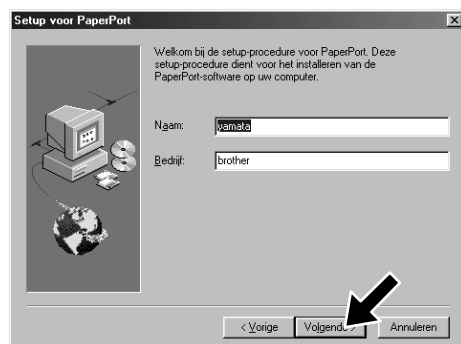 Setup voor PaperPort
Welkom bij de setup-procedure voor PaperPort. Deze
setup-procedure dient voor het installeren van de
PaperPort-software op uw computer.
Naam:
yamata
Bedrijf:
brother
< Vorige
Volgende >
Annuleren